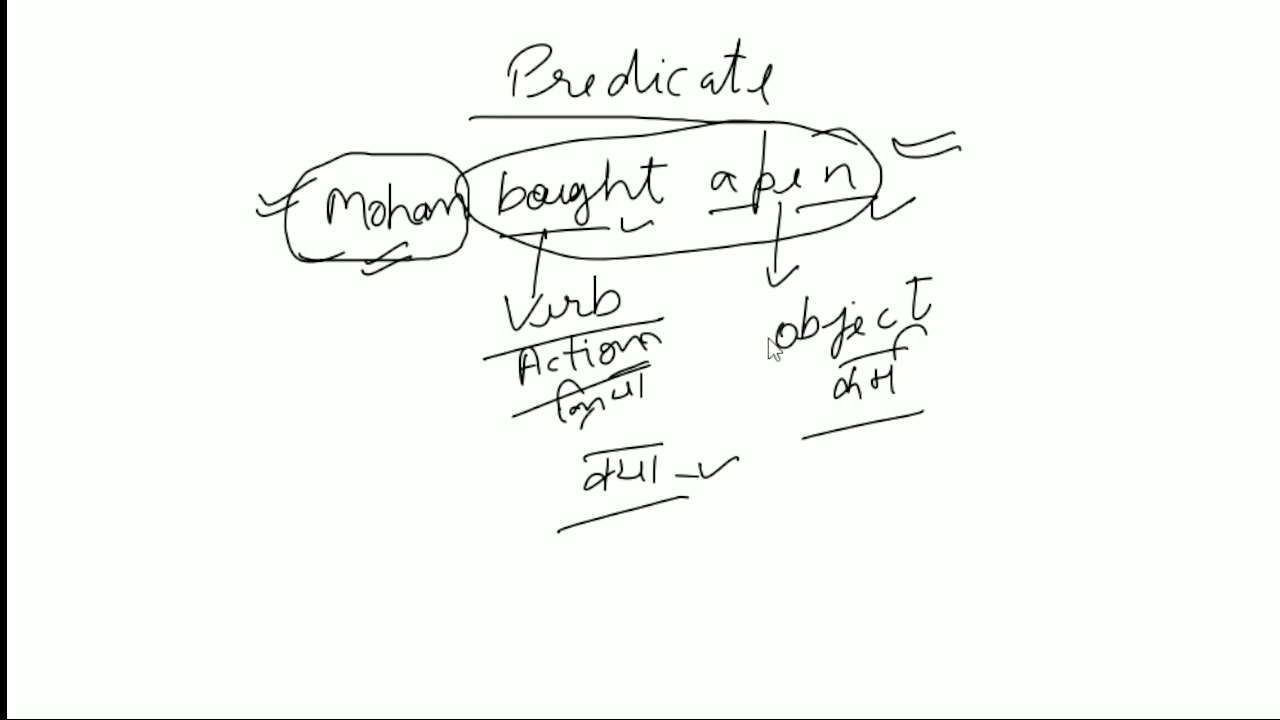 Predicate
Mohan bought a pen
Verb
object
Action
कर्म
क्रिया
क्या